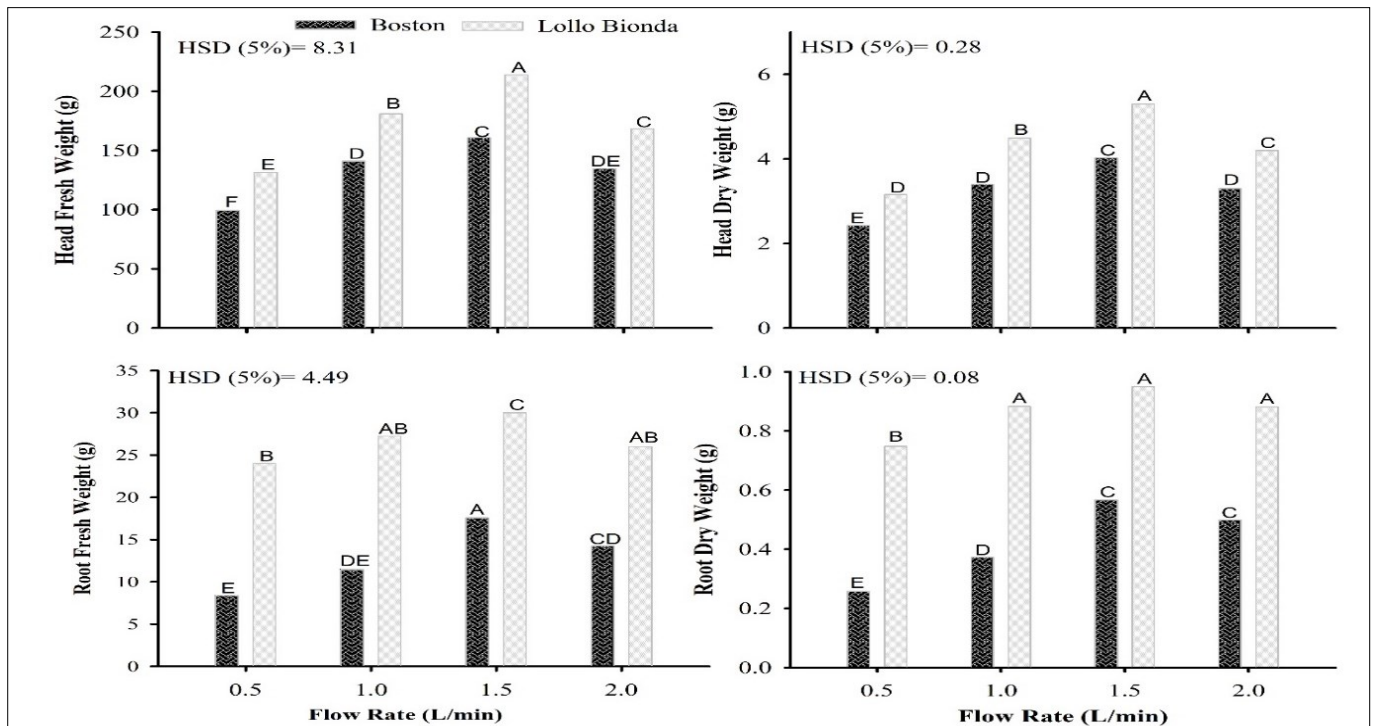 Boston Lollo Bionda
HSD (5%)= 8.31
Head Fresh Weight (g)
250
200
150
100
50
0
F E D B C A DE C
HSD (5%)= 0.28
Head Dry Weight (g)
6
4
2
0
E D D B C A D C
HSD (5%)= 4.49
Root Fresh Weight (g)
35
30
25
20
15
10
5
0
E B DE AB A C CD AB
0.5 1.0 1.5 2.0
Flow Rate (L/min)
HSD (5%)= 0.08
Root Dry Weight (g)
1.0
0.8
0.6
0.4
0.2
0.0
E B D A C A C A
0.5 1.0 1.5 2.0
Flow Rate (L/min)